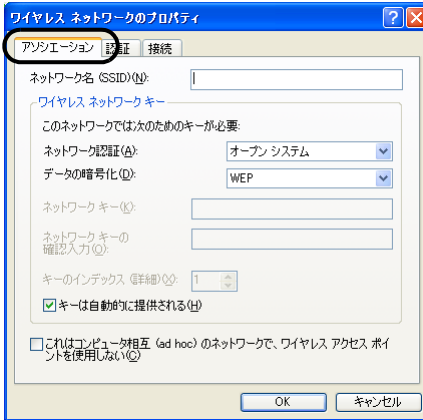 ワイヤレス ネットワークのプロパティ
アソシエーション 認証 接続
ネットワーク名 (SSID)(N):
ワイヤレス ネットワーク キー
このネットワークでは次のためのキーが必要:
ネットワーク認証(A): オープン システム
データの暗号化(D): WEP
ネットワーク キー(K):
ネットワーク キーの
確認入力(O):
キーのインデックス (詳細)(X): 1
キーは自動的に提供される(H)
これはコンピュータ相互 (ad hoc) のネットワークで、ワイヤレス アクセス ポイ
ントを使用しない(C)
OK キャンセル